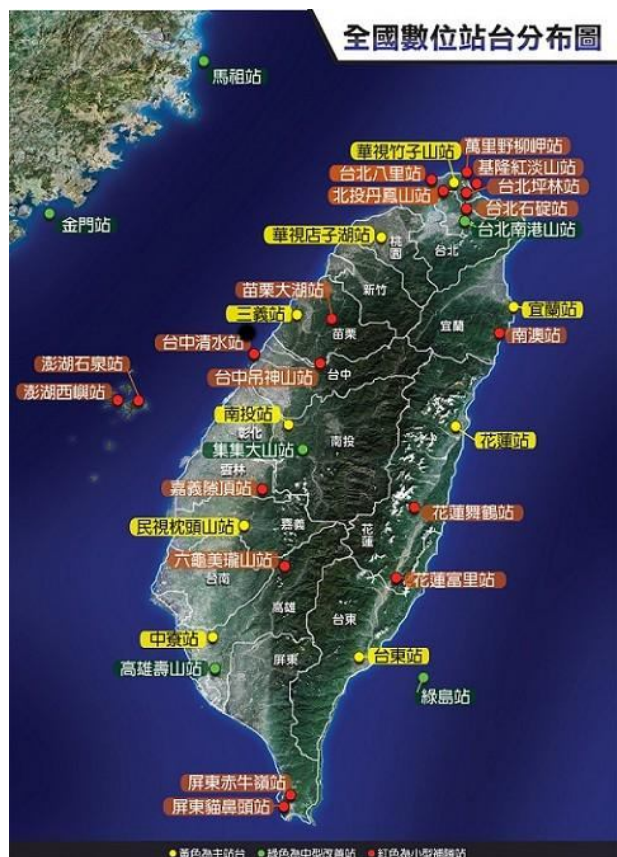 全國數位站台分布圖
馬祖站
萬里野柳岬站
華視竹子山站
基隆紅淡山站
台北八里站
台北坪林站
北投丹鳳山站
台北石碇站
金門站
台北南港山站
華視店子湖站
桃園
台北
新竹
苗栗大湖站
三義站
宜蘭站
苗栗
宜蘭
南澳站
台中清水站
台中吊神山站
台中
澎湖石泉站
澎湖西嶼站
南投站
彰化
花蓮站
南投
集集大山站
雲林
嘉義隙頂站
花蓮舞鶴站
民視枕頭山站
嘉義
花蓮
六龜美瓏山站
台南
花蓮富里站
高雄
台東
中寮站
屏東
台東站
高雄壽山站
綠島站
屏東赤牛嶺站
屏東貓鼻頭站
黃色為主站台 綠色為中型改善站 紅色為小型補隙站